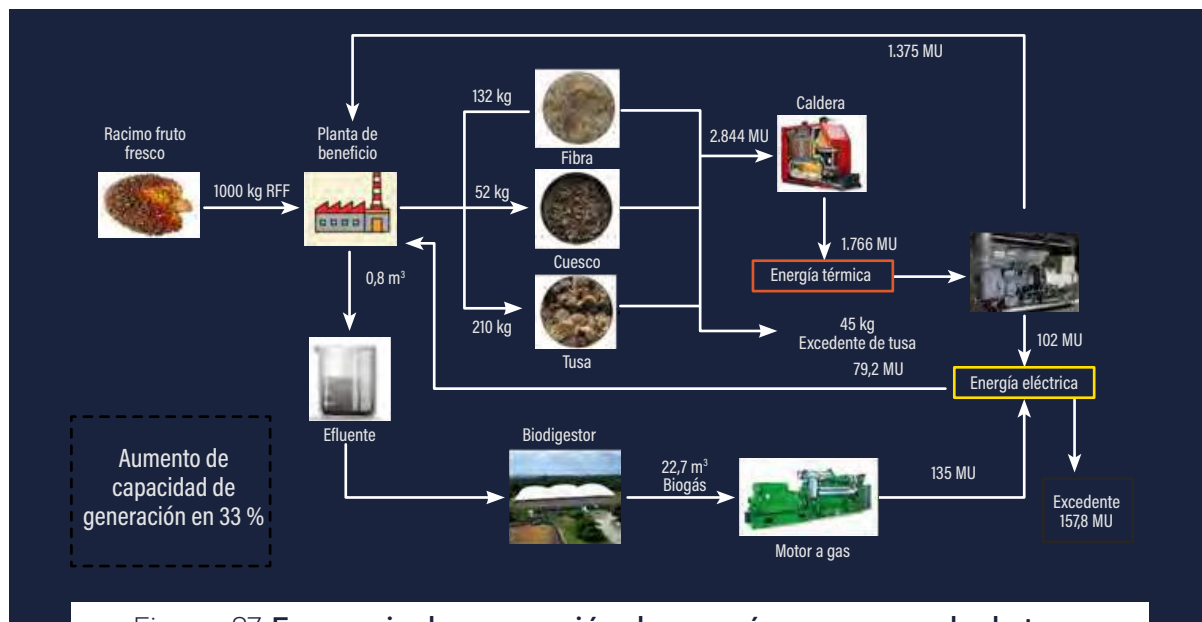 1.375 MU
132 kg
Caldera
Racimo fruto
fresco
Planta de
beneficio
2.844 MU
Fibra
1000 kg RFF
52 kg
1.766 MU
Cuesco
Energía térmica
0,8 m³
210 kg
45 kg
Excedente de tusa
Tusa
102 MU
79,2 MU
Energía eléctrica
Efluente
Biodigestor
Aumento de
capacidad de
generación en 33 %
22,7 m³
Biogás
135 MU
Excedente
157,8 MU
Motor a gas